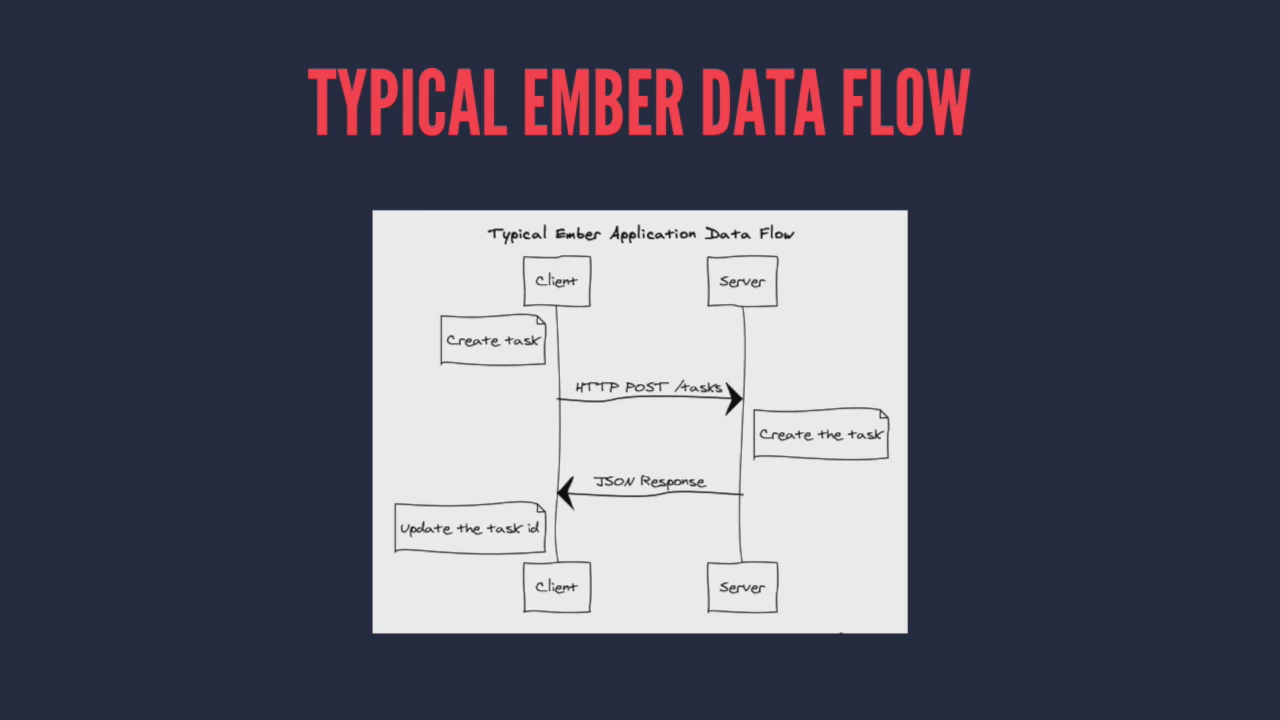 TYPICAL EMBER DATA FLOW
Typical Ember Application Data Flow
Client
Server
Create task
HTTP POST /tasks
Create the task
JSON Response
Update the task id
Client
Server